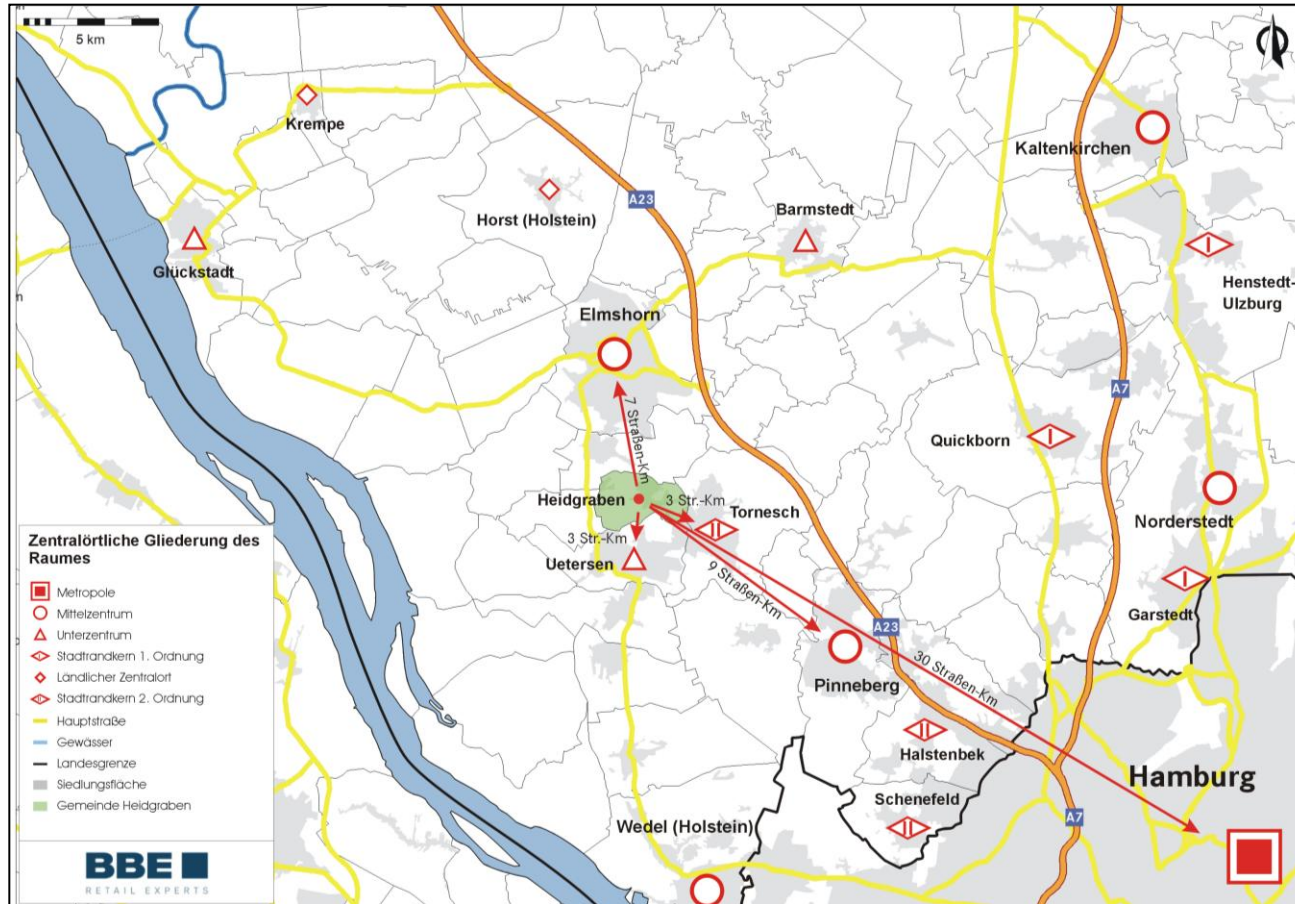 5 km
Krempe
Kaltenkirchen
A23
Horst (Holstein)
Barmstedt
Glückstadt
Henstedt-
Ulzburg
Elmshorn
A7
7 Straßen-Km
Quickborn
Heidgraben
3 Str.-Km
Tornesch
Norderstedt
3 Str.-Km
Uetersen
9 Straßen-Km
Garstedt
A23
30 Straßen-Km
Pinneberg
Halstenbek
Hamburg
Schenefeld
A7
Wedel (Holstein)
Zentralörtliche Gliederung des
Raumes
Metropole
Mittelzentrum
Unterzentrum
Stadtrandkern 1. Ordnung
Ländlicher Zentralort
Stadtrandkern 2. Ordnung
Hauptstraße
Gewässer
Landesgrenze
Siedlungsfläche
Gemeinde Heidgraben
BBE
RETAIL EXPERTS